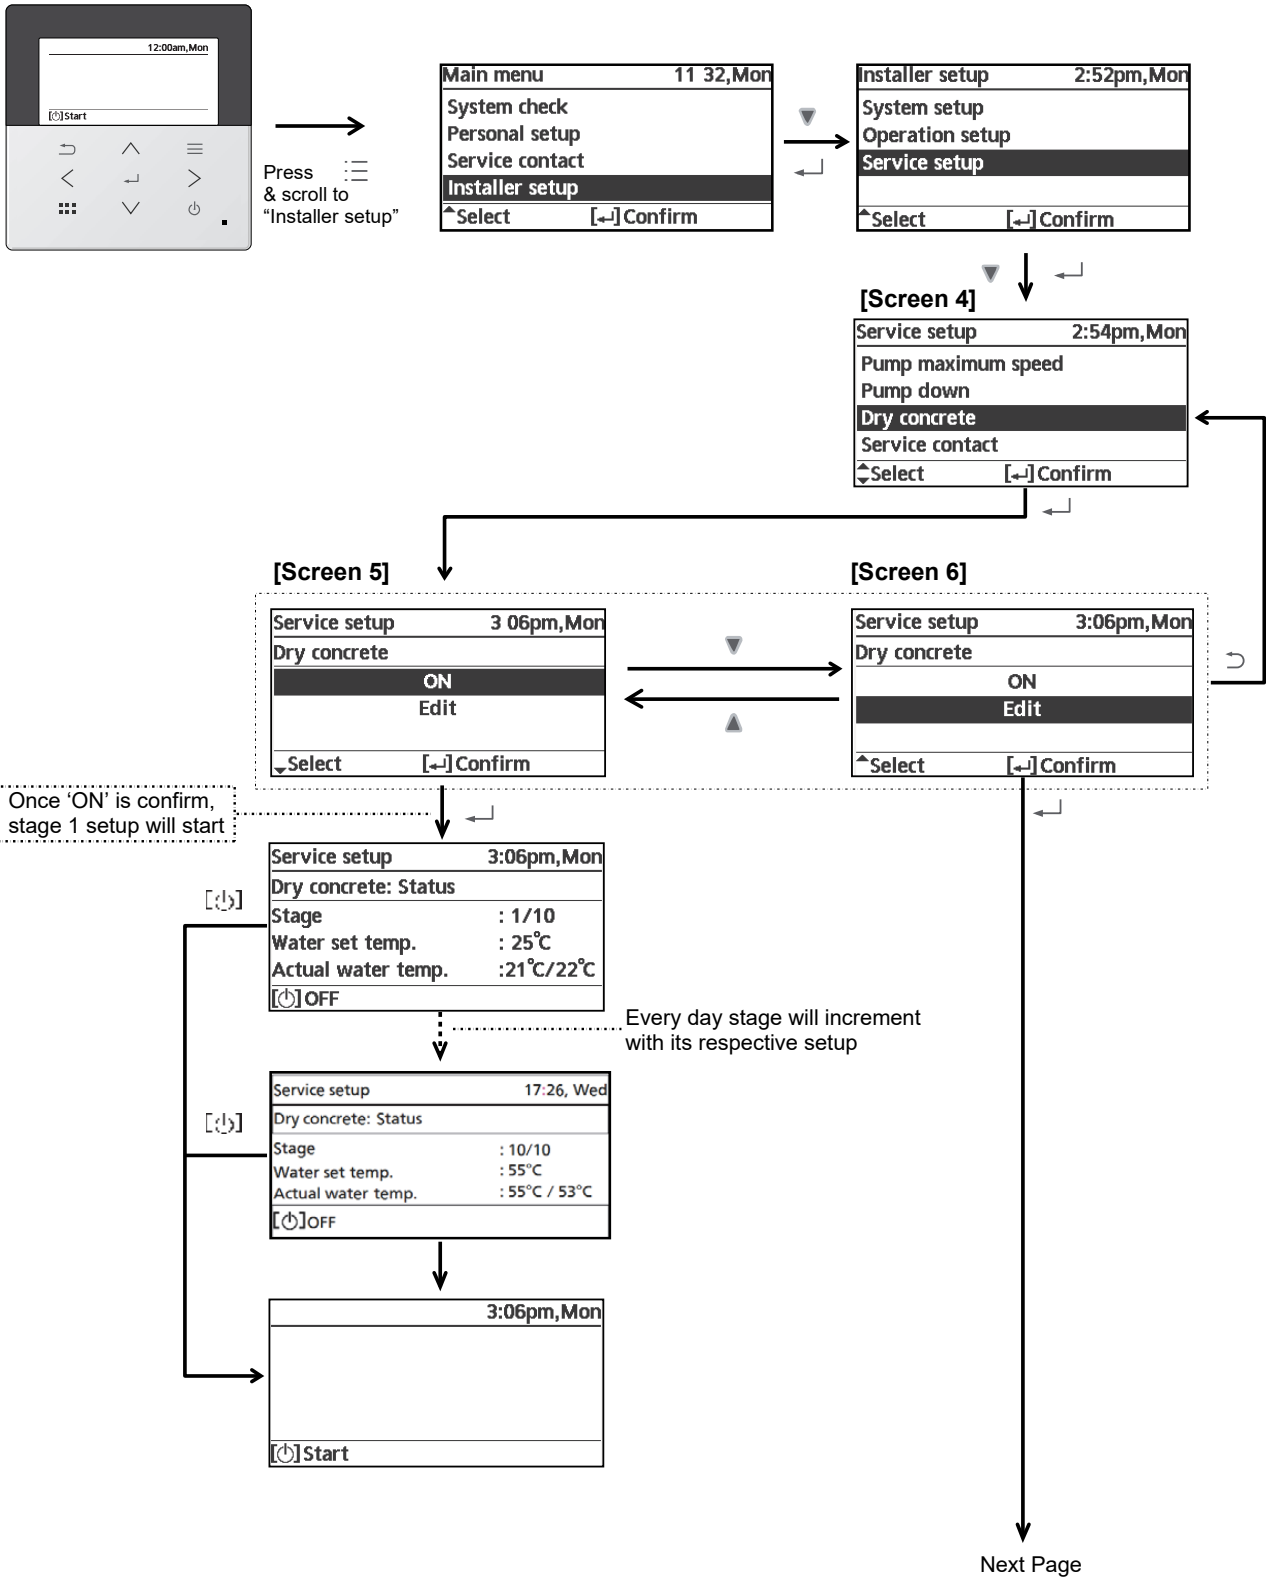 12:00am,Mon
[⏻]Start
Press
& scroll to
“Installer setup”
Main menu 11 32,Mon
System check
Personal setup
Service contact
Installer setup
Select [↵]Confirm
Installer setup 2:52pm,Mon
System setup
Operation setup
Service setup
Select [↵]Confirm
[Screen 4]
Service setup 2:54pm,Mon
Pump maximum speed
Pump down
Dry concrete
Service contact
Select [↵]Confirm
[Screen 5]
Service setup 3 06pm,Mon
Dry concrete
ON
Edit
Select [↵]Confirm
[Screen 6]
Service setup 3:06pm,Mon
Dry concrete
ON
Edit
Select [↵]Confirm
Once ‘ON’ is confirm,
stage 1 setup will start
[⏻]
Service setup 3:06pm,Mon
Dry concrete: Status
Stage : 1/10
Water set temp. : 25°C
Actual water temp. :21°C/22°C
[⏻]OFF
Every day stage will increment
with its respective setup
[⏻]
Service setup 17:26, Wed
Dry concrete: Status
Stage : 10/10
Water set temp. : 55°C
Actual water temp. : 55°C / 53°C
[⏻]OFF
3:06pm,Mon
[⏻]Start
Next Page